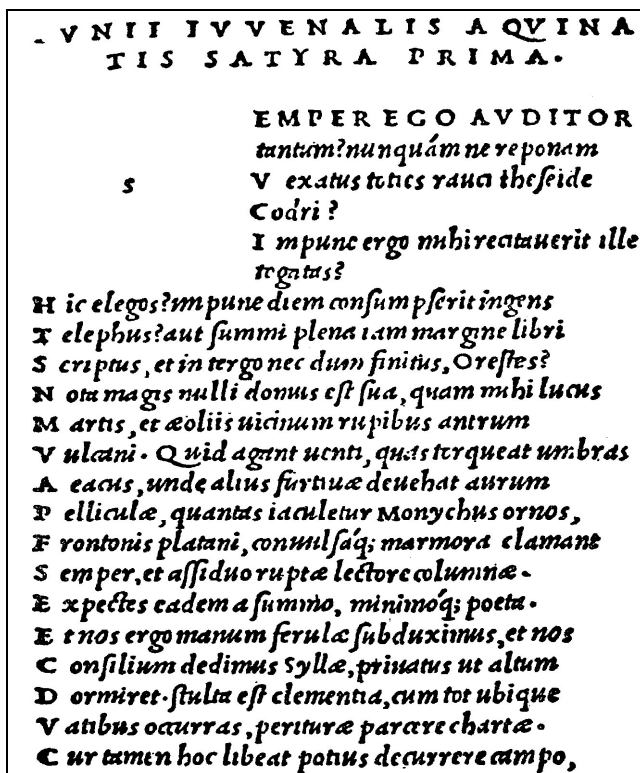 . VNII IVVENALIS AQVINA
TIS SATYRA PRIMA.
EMPER EGO AVDITOR
tantum? nunquám ne reponam
S
V exatus toties rauci theseide
Codri?
I mpune ergo mihi recitauerit ille
togatas?
H ic elegos? impune diem consumpserit ingens
T elephus? aut summi plena iam margine libri
S criptus, et in tergo nec dum finitus, Orestes?
N ota magis nulli domus est sua, quam mihi lucus
M artis, et æoliis uicinum rupibus antrum
V ulcani. Quid agant uenti, quas torqueat umbras
A eacus, unde alius furtiuæ deuehat aurum
P elliculæ, quantas iaculetur Monychus ornos,
F rontonis platani, conuulsáq; marmora clamant
S emper, et assiduo ruptæ lectore columnæ.
E xpectes eadem a summo, minimóq; poeta.
E t nos ergo manum ferulæ subduximus, et nos
C onsilium dedimus Syllæ, priuatus ut altum
D ormiret. stulta est clementia, cum tot ubique
V atibus occurras, perituræ parcere chartæ.
C ur tamen hoc libeat potius decurrere campo,